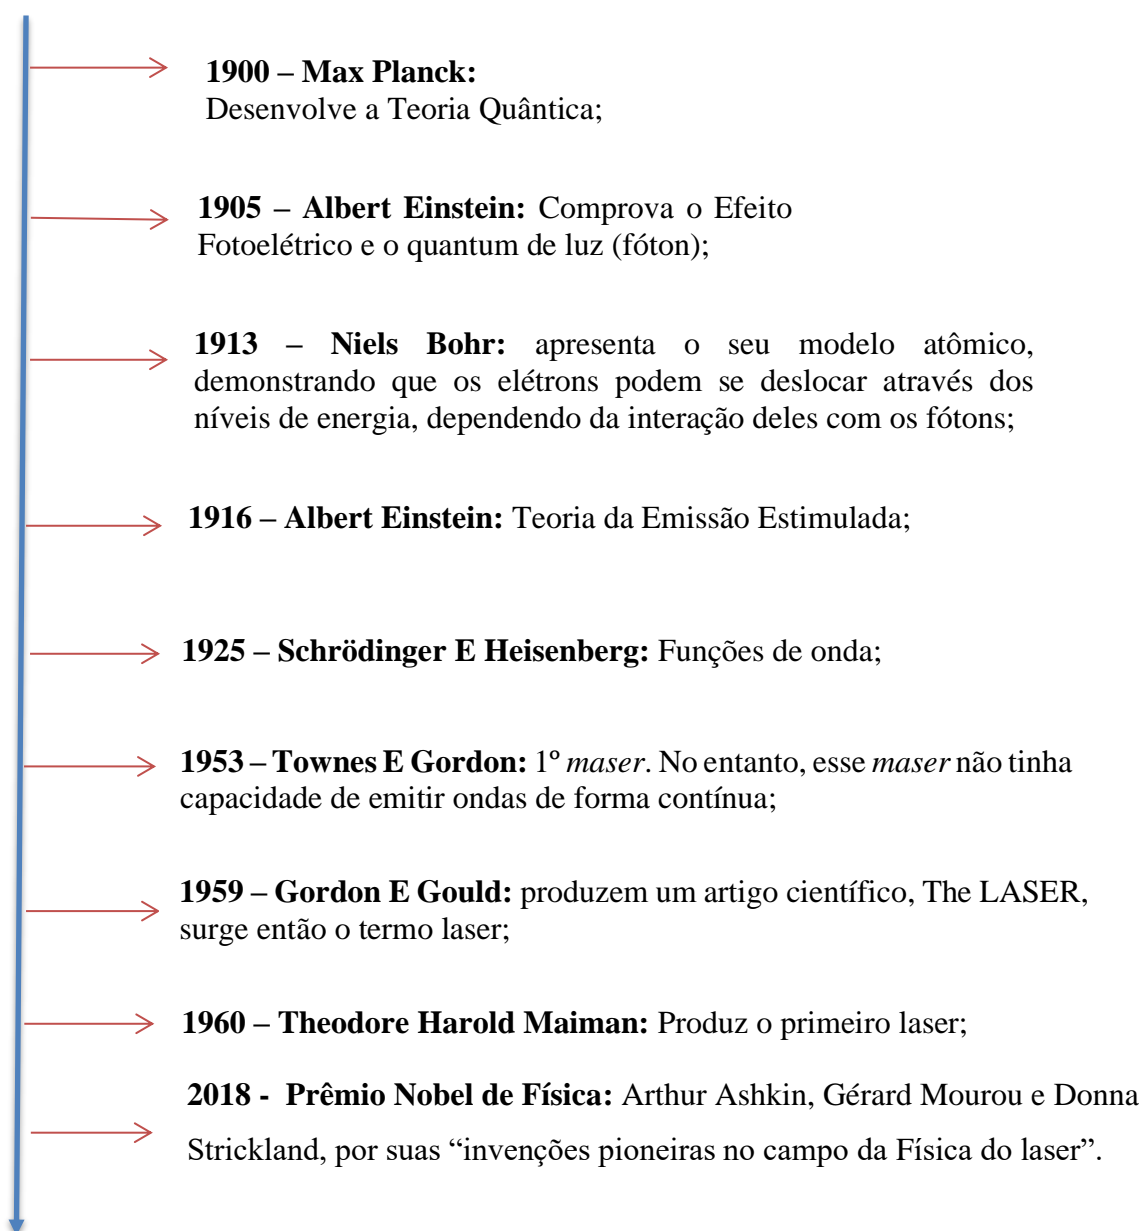 1900 – Max Planck:
Desenvolve a Teoria Quântica;
1905 – Albert Einstein: Comprova o Efeito
Fotoelétrico e o quantum de luz (fóton);
1913 – Niels Bohr: apresenta o seu modelo atômico,
demonstrando que os elétrons podem se deslocar através dos
níveis de energia, dependendo da interação deles com os fótons;
1916 – Albert Einstein: Teoria da Emissão Estimulada;
1925 – Schrödinger E Heisenberg: Funções de onda;
1953 – Townes E Gordon: 1º maser. No entanto, esse maser não tinha
capacidade de emitir ondas de forma contínua;
1959 – Gordon E Gould: produzem um artigo científico, The LASER,
surge então o termo laser;
1960 – Theodore Harold Maiman: Produz o primeiro laser;
2018 - Prêmio Nobel de Física: Arthur Ashkin, Gérard Mourou e Donna
Strickland, por suas “invenções pioneiras no campo da Física do laser”.